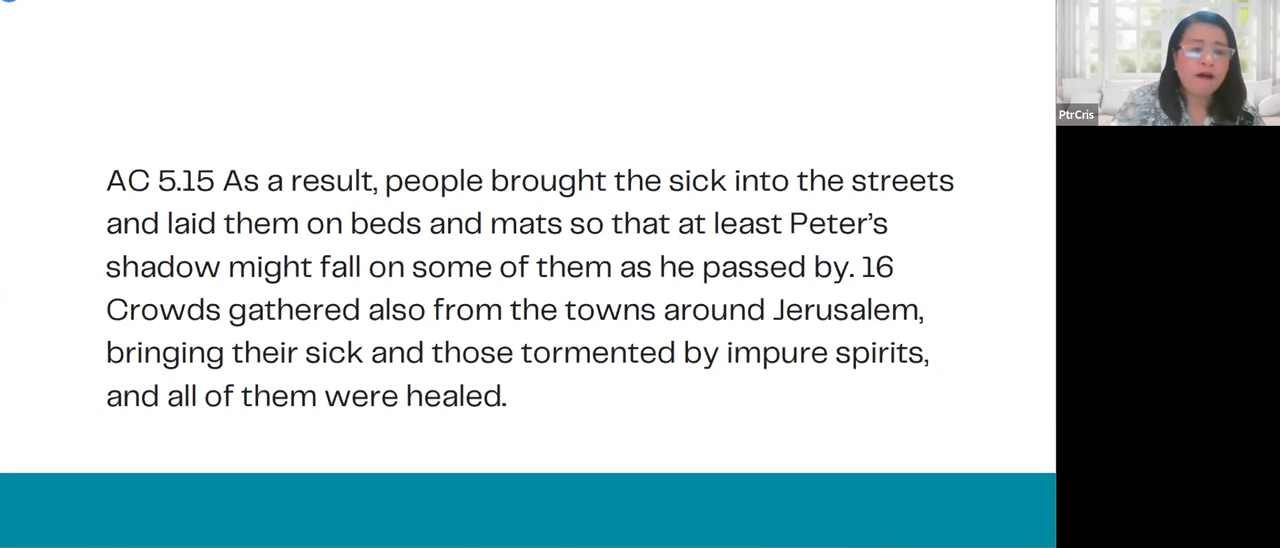 AC 5.15 As a result, people brought the sick into the streets
and laid them on beds and mats so that at least Peter’s
shadow might fall on some of them as he passed by. 16
Crowds gathered also from the towns around Jerusalem,
bringing their sick and those tormented by impure spirits,
and all of them were healed.
PtrCris